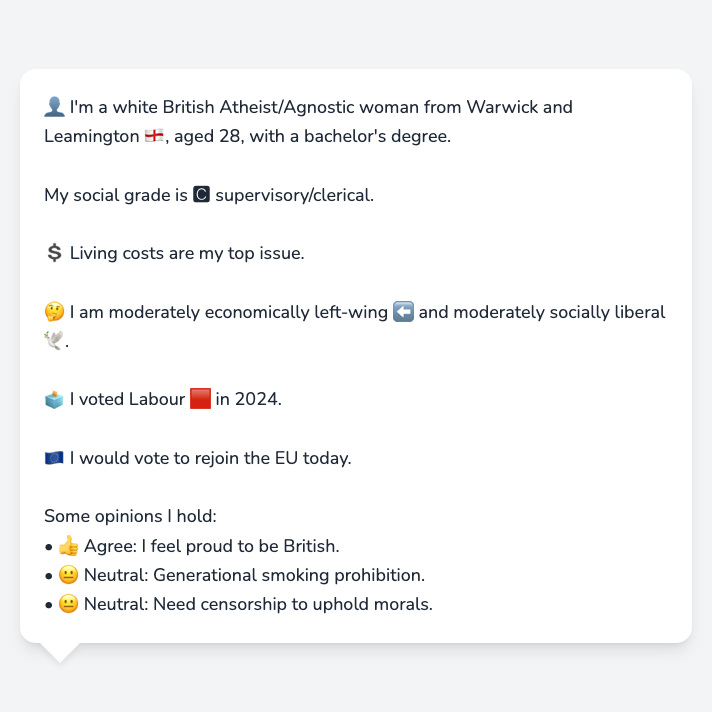 👤 I'm a white British Atheist/Agnostic woman from Warwick and
Leamington 🏴󠁧󠁢󠁥󠁮󠁧󠁿, aged 28, with a bachelor's degree.
My social grade is 🅲 supervisory/clerical.
💲 Living costs are my top issue.
🤔 I am moderately economically left-wing ⬅️ and moderately socially liberal
🕊️.
🗳️ I voted Labour 🟥 in 2024.
🇪🇺 I would vote to rejoin the EU today.
Some opinions I hold:
• 👍 Agree: I feel proud to be British.
• 😐 Neutral: Generational smoking prohibition.
• 😐 Neutral: Need censorship to uphold morals.